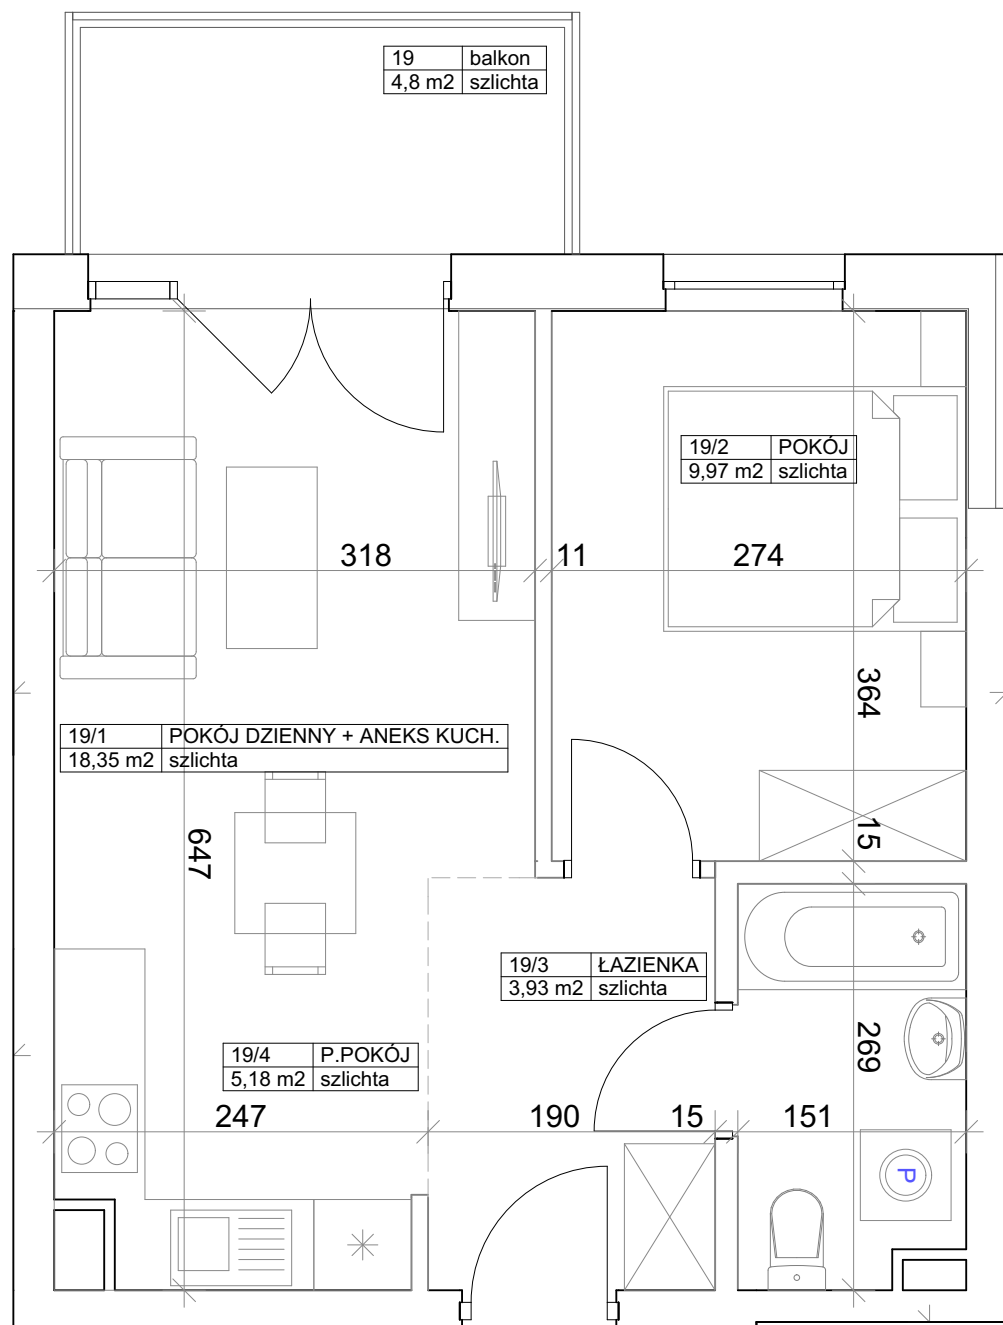 19 balkon
4,8 m2 szlichta
19/2 POKÓJ
9,97 m2 szlichta
318 11 274
364
19/1 POKÓJ DZIENNY + ANEKS KUCH.
18,35 m2 szlichta
647
15
19/3 ŁAZIENKA
3,93 m2 szlichta
269
19/4 P.POKÓJ
5,18 m2 szlichta
247 190 15 151
P